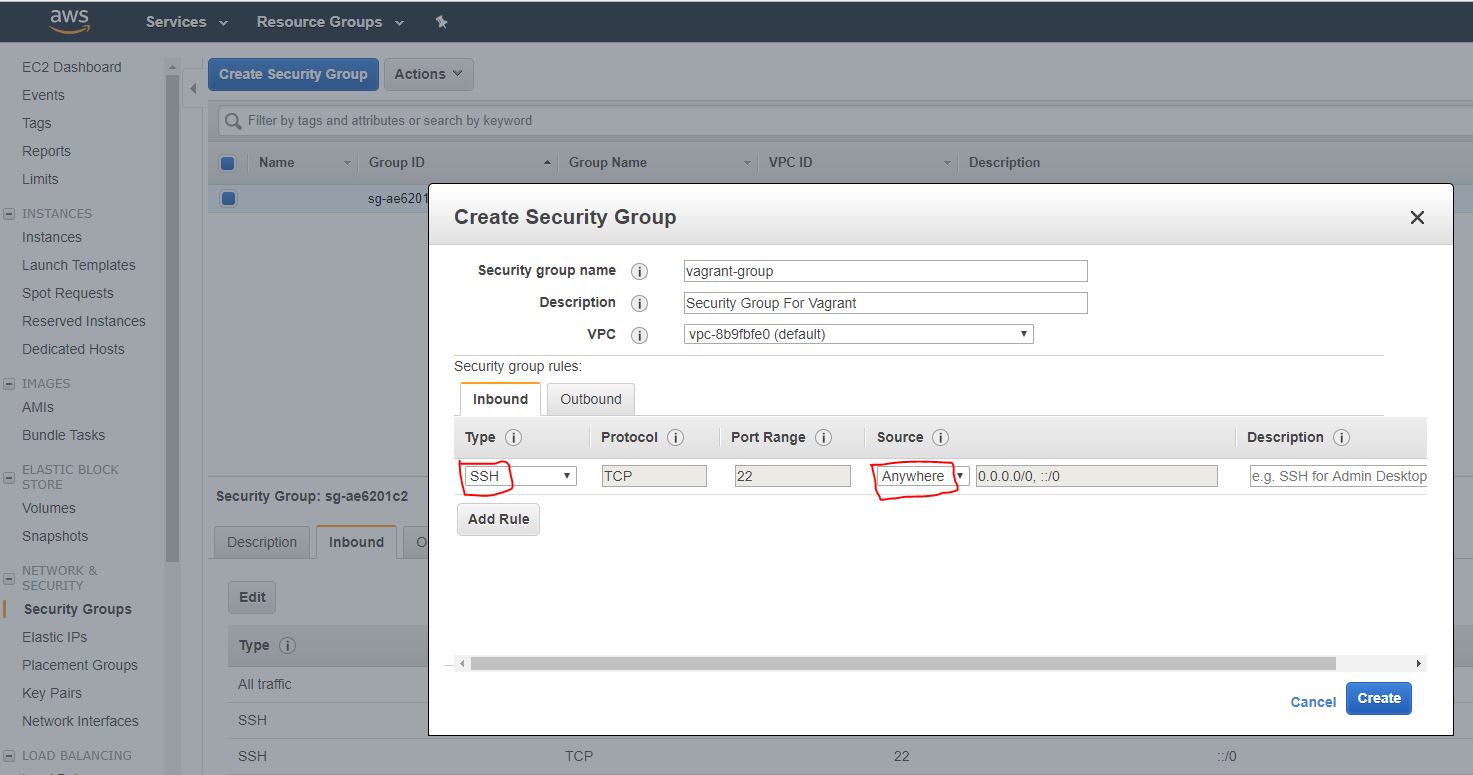 aws Services Resource Groups
EC2 Dashboard
Events
Tags
Reports
Limits
INSTANCES
Instances
Launch Templates
Spot Requests
Reserved Instances
Dedicated Hosts
IMAGES
AMIs
Bundle Tasks
ELASTIC BLOCK
STORE
Volumes
Snapshots
NETWORK &
SECURITY
Security Groups
Elastic IPs
Placement Groups
Key Pairs
Network Interfaces
LOAD BALANCING
Create Security Group Actions
Filter by tags and attributes or search by keyword
Name Group ID Group Name VPC ID Description
sg-ae6201
Create Security Group
Security group name vagrant-group
Description Security Group For Vagrant
VPC vpc-8b9fbfe0 (default)
Security group rules:
Inbound Outbound
Type Protocol Port Range Source Description
SSH TCP 22 Anywhere 0.0.0.0/0, ::/0 e.g. SSH for Admin Desktop
Add Rule
Cancel Create
Security Group: sg-ae6201c2
Description Inbound O
Edit
Type
All traffic
SSH
SSH TCP 22 ::/0